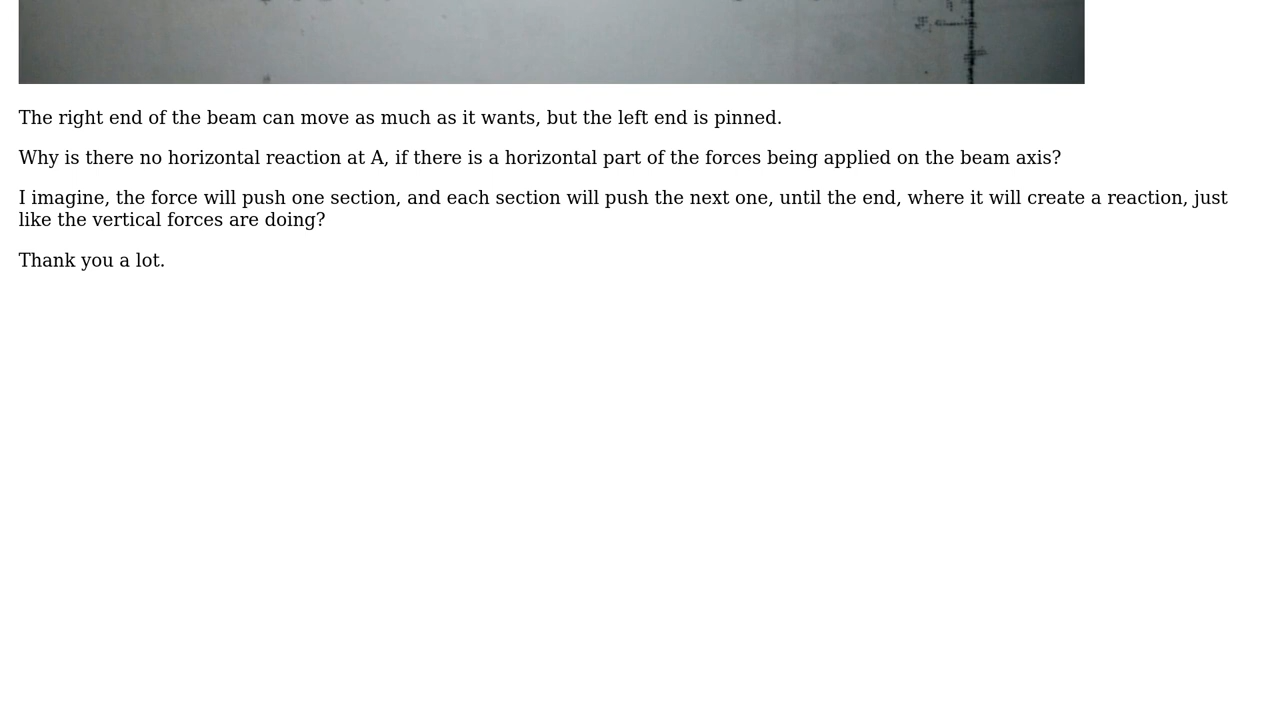 The right end of the beam can move as much as it wants, but the left end is pinned.
Why is there no horizontal reaction at A, if there is a horizontal part of the forces being applied on the beam axis?
I imagine, the force will push one section, and each section will push the next one, until the end, where it will create a reaction, just
like the vertical forces are doing?
Thank you a lot.